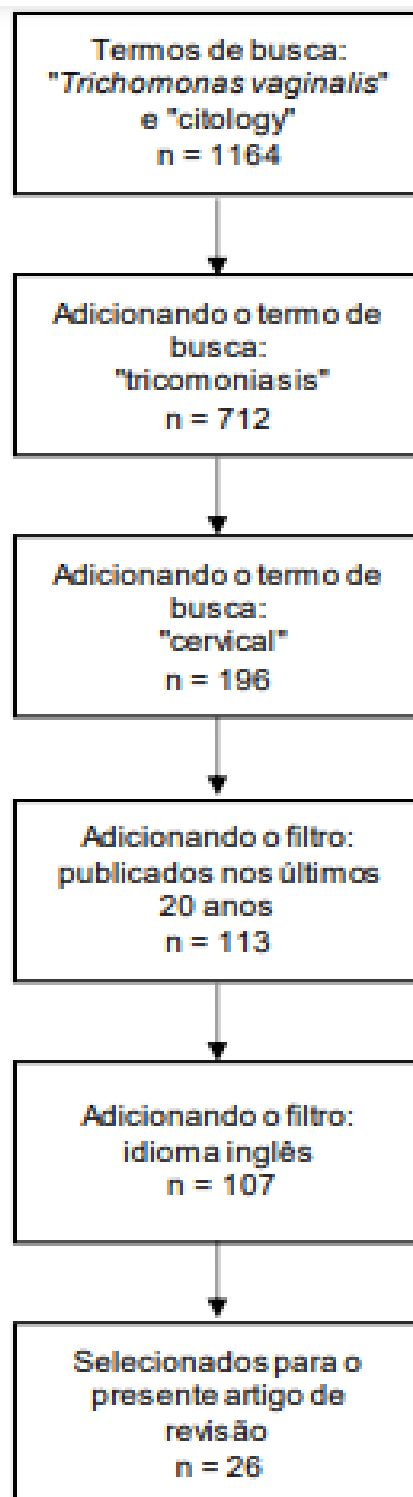 Termos de busca:
"Trichomonas vaginalis"
e "citology"
n = 1164
Adicionando o termo de
busca:
"tricomoniasis"
n = 712
Adicionando o termo de
busca:
"cervical"
n = 196
Adicionando o filtro:
publicados nos últimos
20 anos
n = 113
Adicionando o filtro:
idioma inglês
n = 107
Selecionados para o
presente artigo de
revisão
n = 26